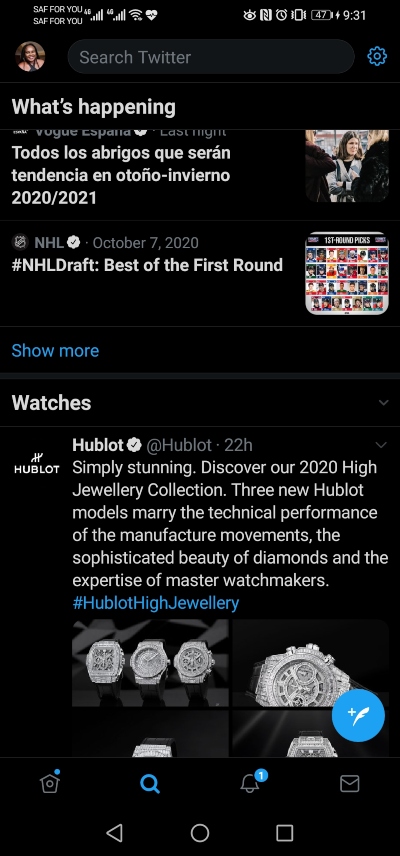 SAF FOR YOU 4G 4G 47 9:31
SAF FOR YOU
Search Twitter
What's happening
Vogue España · Last night
Todos los abrigos que serán
tendencia en otoño-invierno
2020/2021
NHL · October 7, 2020
#NHLDraft: Best of the First Round
1ST-ROUND PICKS
Show more
Watches
Hublot @Hublot · 22h
HUBLOT
Simply stunning. Discover our 2020 High
Jewellery Collection. Three new Hublot
models marry the technical performance
of the manufacture movements, the
sophisticated beauty of diamonds and the
expertise of master watchmakers.
#HublotHighJewellery
1